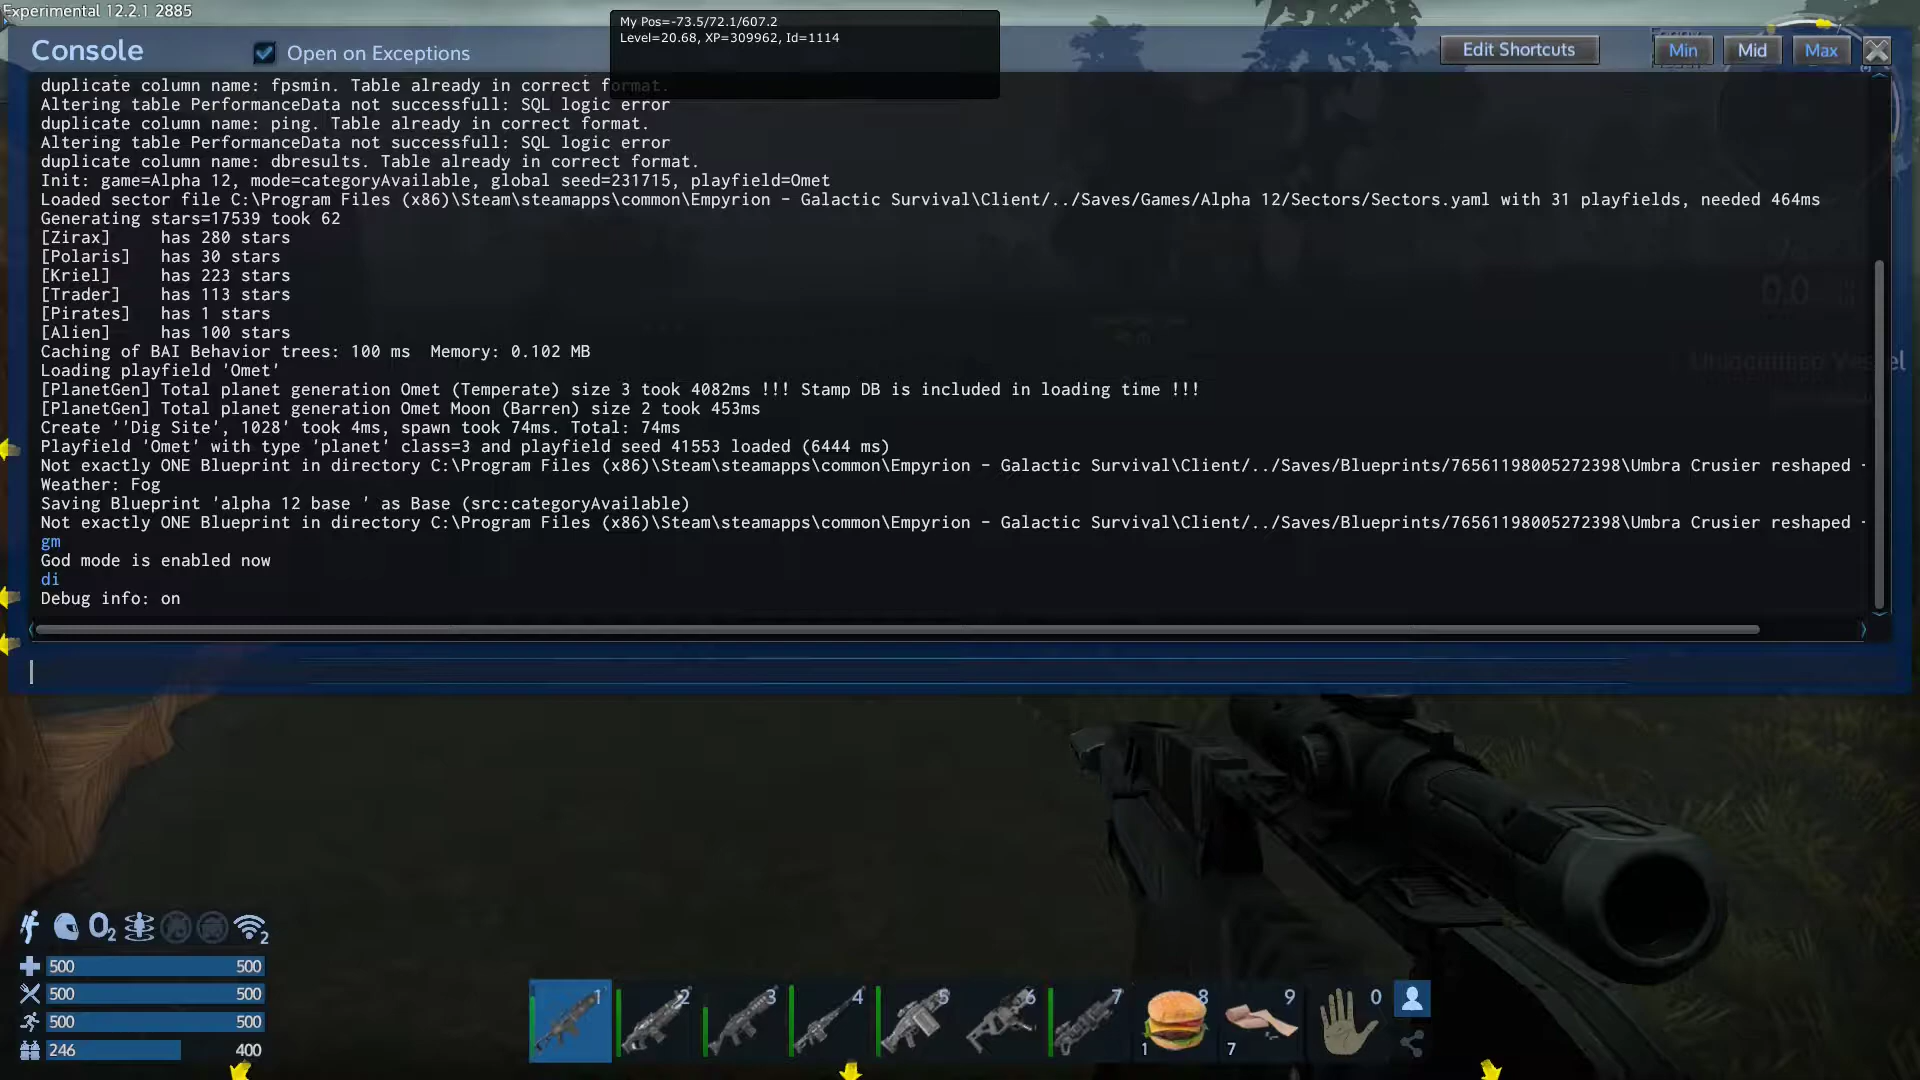 Experimental 12.2.1 2885
My Pos=-73.5/72.1/607.2
Level=20.68, XP=309962, Id=1114
Console
Open on Exceptions
Edit Shortcuts
Min
Mid
Max
duplicate column name: fpsmin. Table already in correct format.
Altering table PerformanceData not successfull: SQL logic error
duplicate column name: ping. Table already in correct format.
Altering table PerformanceData not successfull: SQL logic error
duplicate column name: dbresults. Table already in correct format.
Init: game=Alpha 12, mode=categoryAvailable, global seed=231715, playfield=Omet
Loaded sector file C:\Program Files (x86)\Steam\steamapps\common\Empyrion - Galactic Survival\Client/../Saves/Games/Alpha 12/Sectors/Sectors.yaml with 31 playfields, needed 464ms
Generating stars=17539 took 62
[Zirax] has 280 stars
[Polaris] has 30 stars
[Kriel] has 223 stars
[Trader] has 113 stars
[Pirates] has 1 stars
[Alien] has 100 stars
Caching of BAI Behavior trees: 100 ms Memory: 0.102 MB
Loading playfield 'Omet'
[PlanetGen] Total planet generation Omet (Temperate) size 3 took 4082ms !!! Stamp DB is included in loading time !!!
[PlanetGen] Total planet generation Omet Moon (Barren) size 2 took 453ms
Create ''Dig Site', 1028' took 4ms, spawn took 74ms. Total: 74ms
Playfield 'Omet' with type 'planet' class=3 and playfield seed 41553 loaded (6444 ms)
Not exactly ONE Blueprint in directory C:\Program Files (x86)\Steam\steamapps\common\Empyrion - Galactic Survival\Client/../Saves/Blueprints/76561198005272398\Umbra Crusier reshaped -
Weather: Fog
Saving Blueprint 'alpha 12 base ' as Base (src:categoryAvailable)
Not exactly ONE Blueprint in directory C:\Program Files (x86)\Steam\steamapps\common\Empyrion - Galactic Survival\Client/../Saves/Blueprints/76561198005272398\Umbra Crusier reshaped -
gm
God mode is enabled now
di
Debug info: on
0.0
O2
2
500 500
500 500
500 500
246 400
1 2 3 4 5 6 7 8 9 0
1 7